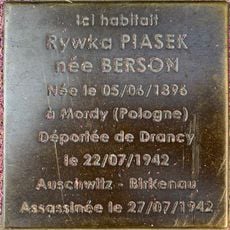 Ici habitait
Rywka PIASEK
née BERSON
Née le 05/06/1896
à Mordy (Pologne)
Déportée de Drancy
le 22/07/1942
Auschwitz - Birkenau
Assassinée le 27/07/1942